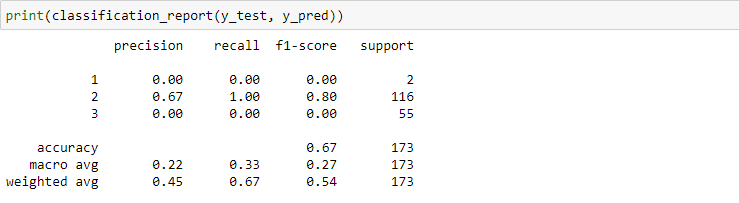 print(classification_report(y_test, y_pred))
precision recall f1-score support
1 0.00 0.00 0.00 2
2 0.67 1.00 0.80 116
3 0.00 0.00 0.00 55
accuracy 0.67 173
macro avg 0.22 0.33 0.27 173
weighted avg 0.45 0.67 0.54 173